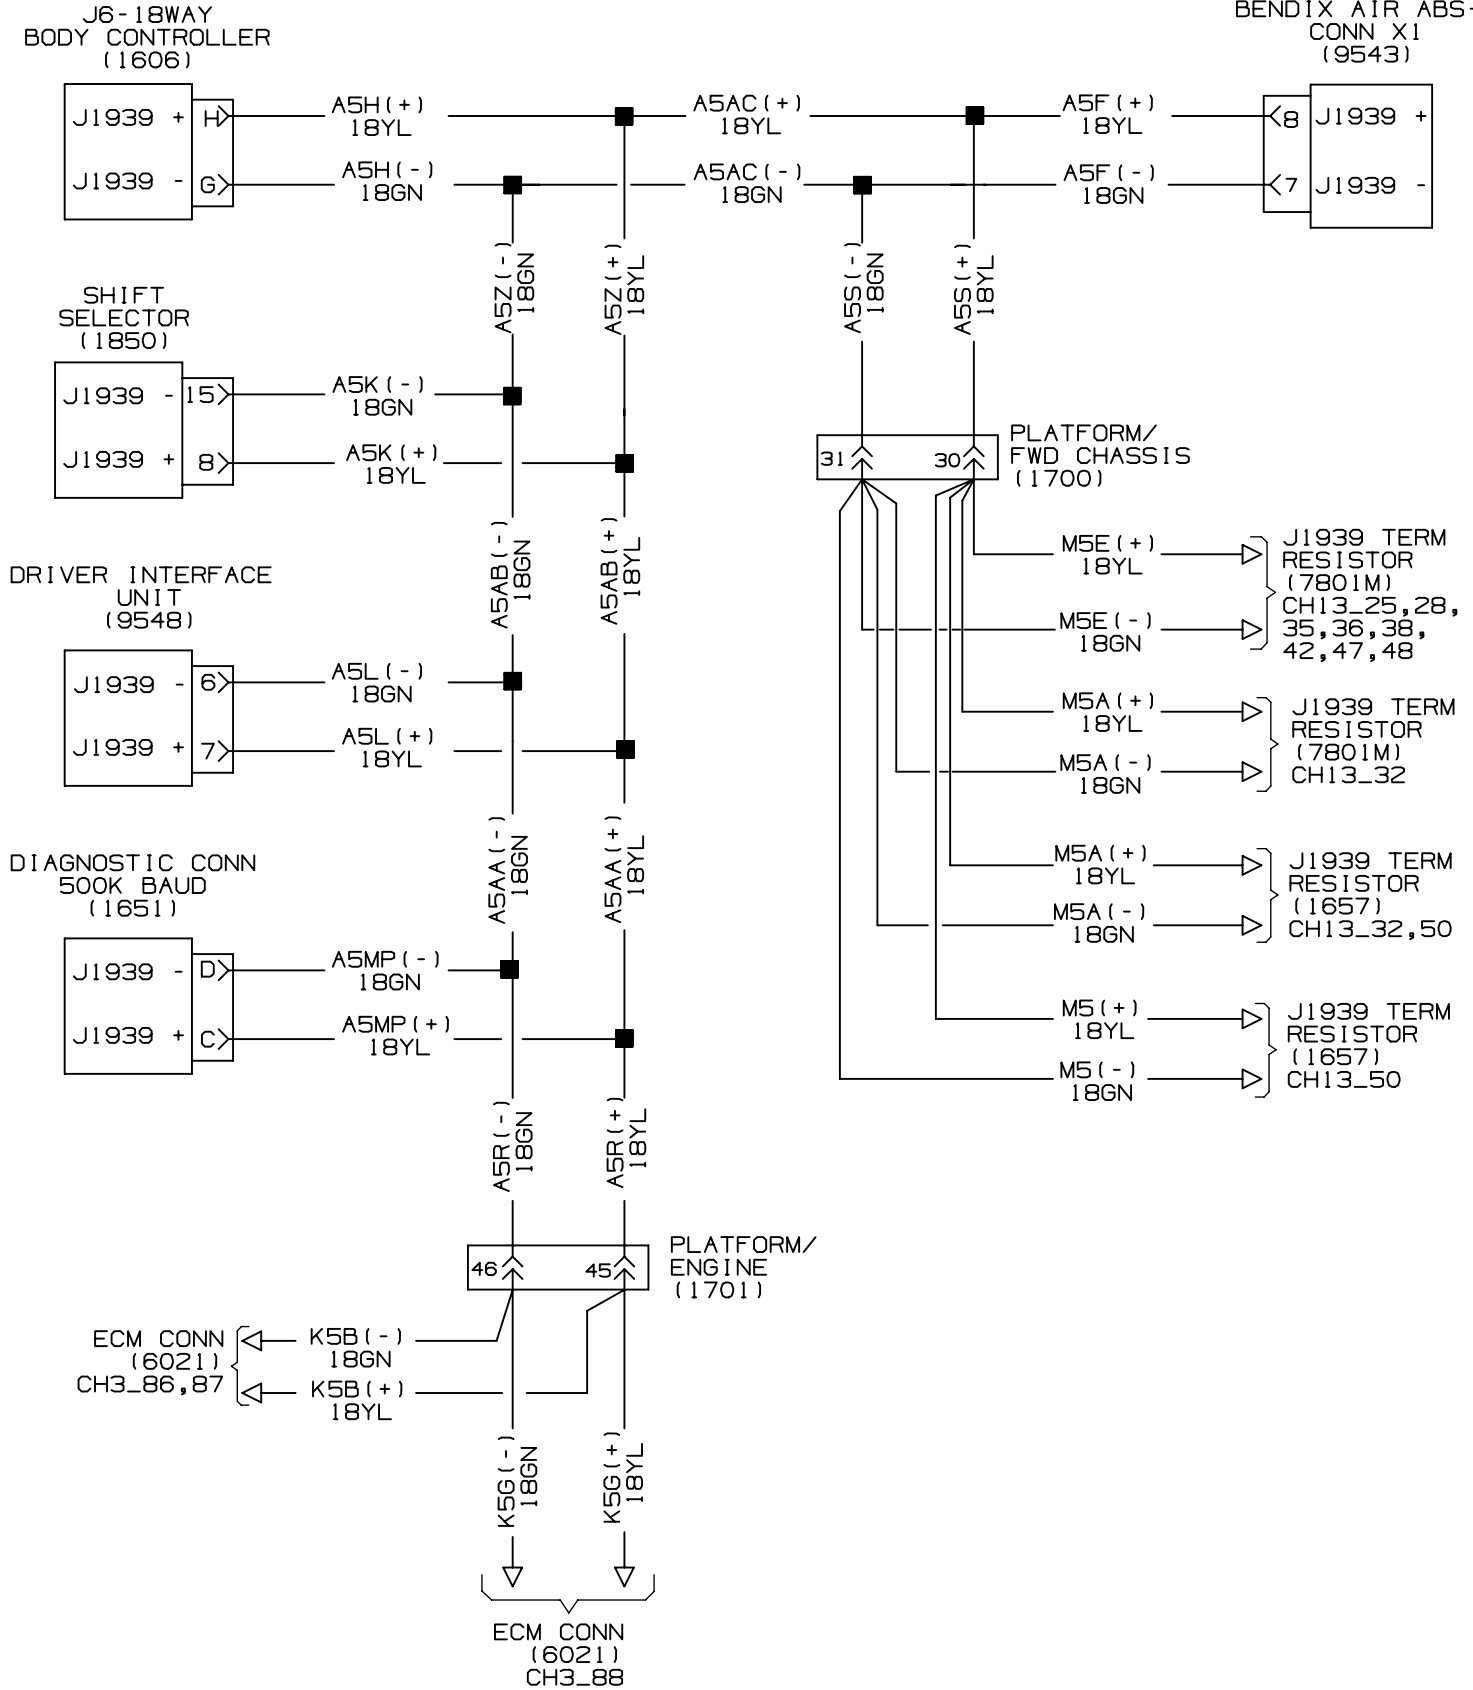 J6-18WAY
BODY CONTROLLER
(1606)
J1939 + H
J1939 - G
A5H(+)
18YL
A5H(-)
18GN
A5AC(+)
18YL
A5AC(-)
18GN
A5F(+)
18YL
A5F(-)
18GN
BENDIX AIR ABS-
CONN X1
(9543)
8 J1939 +
7 J1939 -
A5Z(-)
18GN
A5Z(+)
18YL
A5S(-)
18GN
A5S(+)
18YL
SHIFT
SELECTOR
(1850)
J1939 - 15
J1939 + 8
A5K(-)
18GN
A5K(+)
18YL
31
30
PLATFORM/
FWD CHASSIS
(1700)
A5AB(-)
18GN
A5AB(+)
18YL
M5E(+)
18YL
M5E(-)
18GN
J1939 TERM
RESISTOR
(7801M)
CH13_25,28,
35,36,38,
42,47,48
DRIVER INTERFACE
UNIT
(9548)
J1939 - 6
J1939 + 7
A5L(-)
18GN
A5L(+)
18YL
M5A(+)
18YL
M5A(-)
18GN
J1939 TERM
RESISTOR
(7801M)
CH13_32
A5AA(-)
18GN
A5AA(+)
18YL
M5A(+)
18YL
M5A(-)
18GN
J1939 TERM
RESISTOR
(1657)
CH13_32,50
DIAGNOSTIC CONN
500K BAUD
(1651)
J1939 - D
J1939 + C
A5MP(-)
18GN
A5MP(+)
18YL
M5(+)
18YL
M5(-)
18GN
J1939 TERM
RESISTOR
(1657)
CH13_50
A5R(-)
18GN
A5R(+)
18YL
46
45
PLATFORM/
ENGINE
(1701)
ECM CONN
(6021)
CH3_86,87
K5B(-)
18GN
K5B(+)
18YL
K5G(-)
18GN
K5G(+)
18YL
ECM CONN
(6021)
CH3_88